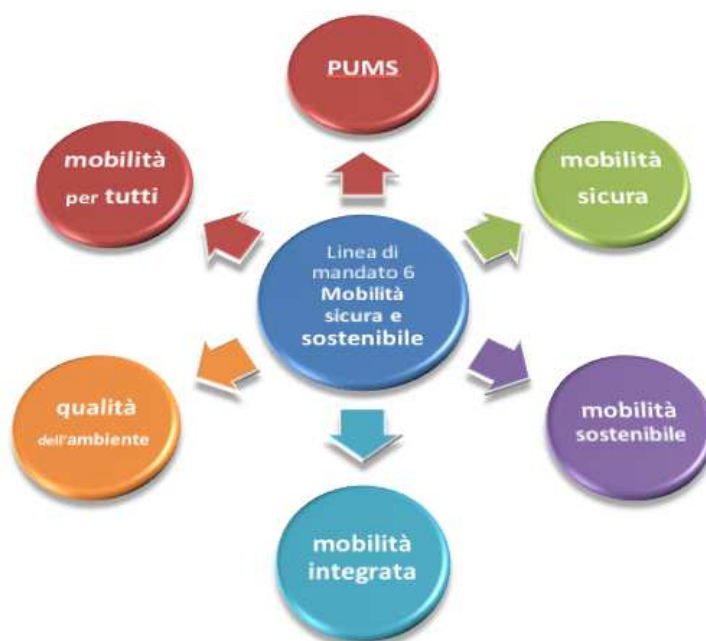 PUMS
mobilità
per tutti
mobilità
sicura
Linea di
mandato 6
Mobilità
sicura e
sostenibile
qualità
dell'ambiente
mobilità
sostenibile
mobilità
integrata